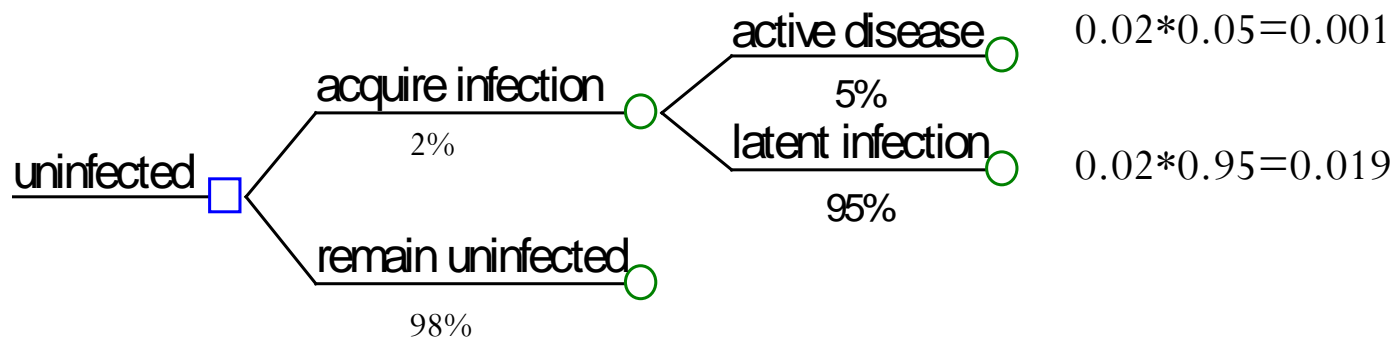 active disease
0.02*0.05=0.001
acquire infection
5%
2%
latent infection
0.02*0.95=0.019
uninfected
95%
remain uninfected
98%